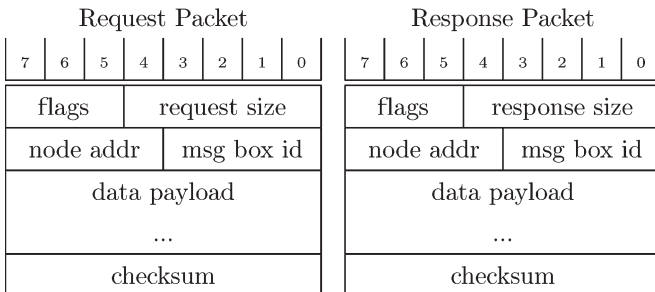 Request Packet
7 6 5 4 3 2 1 0
flags request size
node addr msg box id
data payload
...
checksum
Response Packet
7 6 5 4 3 2 1 0
flags response size
node addr msg box id
data payload
...
checksum